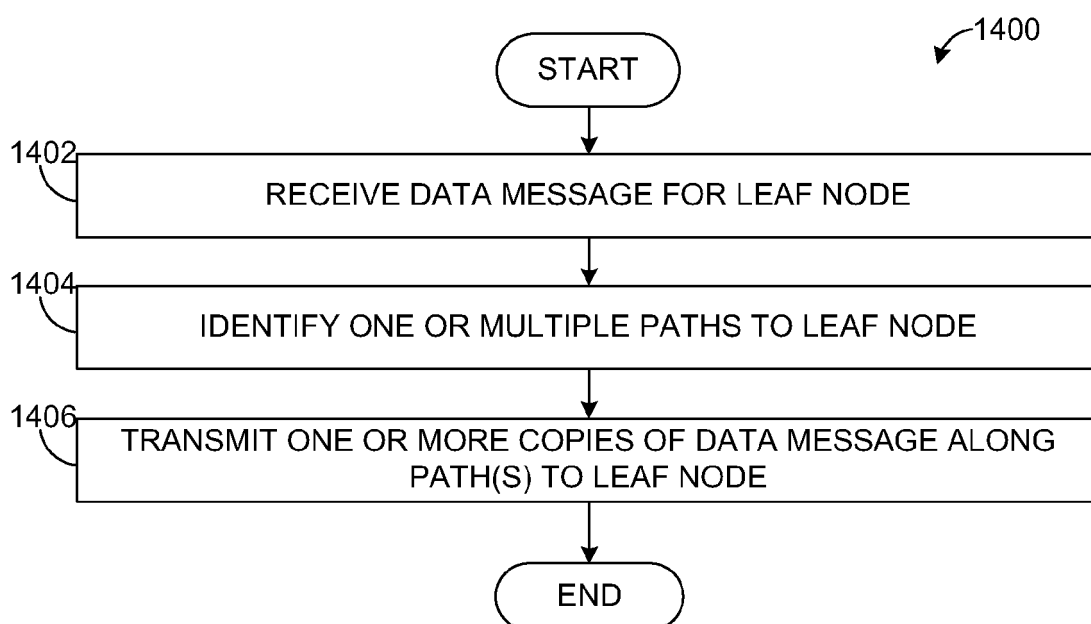 1400
START
1402
RECEIVE DATA MESSAGE FOR LEAF NODE
1404
IDENTIFY ONE OR MULTIPLE PATHS TO LEAF NODE
1406
TRANSMIT ONE OR MORE COPIES OF DATA MESSAGE ALONG
PATH(S) TO LEAF NODE
END